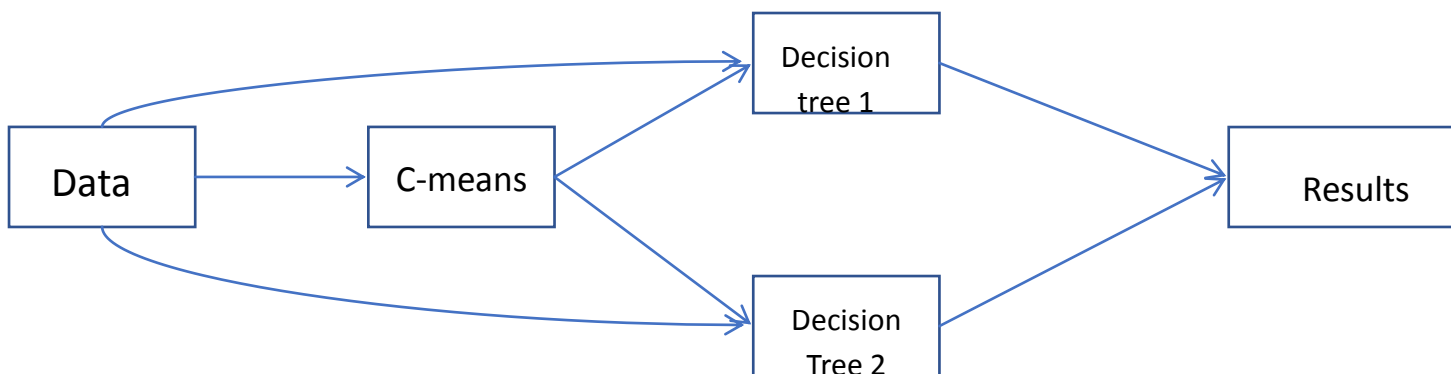 Decision
tree 1
Data
C-means
Results
Decision
Tree 2